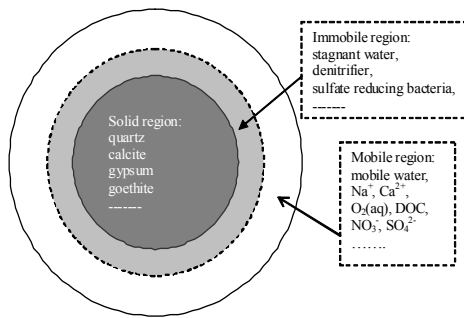 Immobile region:
stagnant water,
denitrifier,
sulfate reducing bacteria,
-------
Solid region:
quartz
calcite
gypsum
goethite
-------
Mobile region:
mobile water,
Na⁺, Ca²⁺,
O₂(aq), DOC,
NO₃⁻, SO₄²⁻
…….